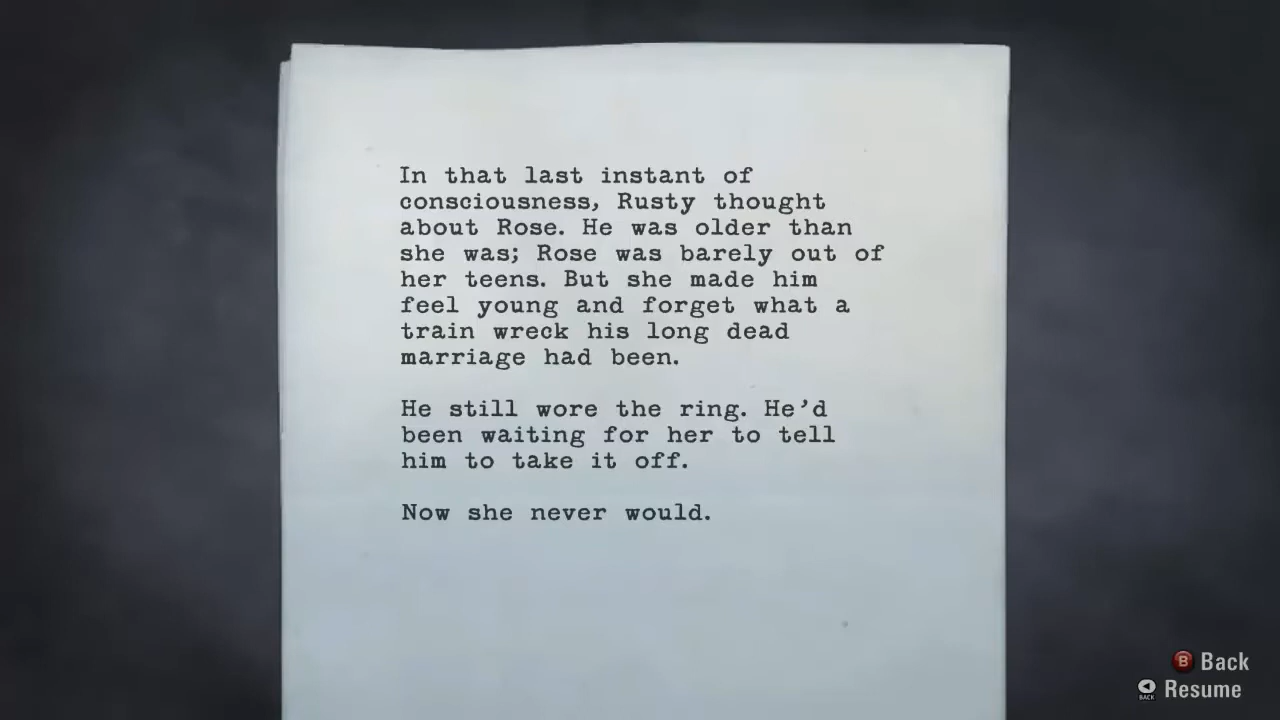 In that last instant of
consciousness, Rusty thought
about Rose. He was older than
she was; Rose was barely out of
her teens. But she made him
feel young and forget what a
train wreck his long dead
marriage had been.
He still wore the ring. He’d
been waiting for her to tell
him to take it off.
Now she never would.
B Back
BACK Resume